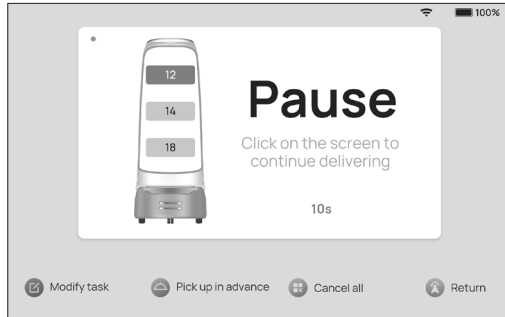 100%
12
14
18
Pause
Click on the screen to
continue delivering
10s
Modify task
Pick up in advance
Cancel all
Return